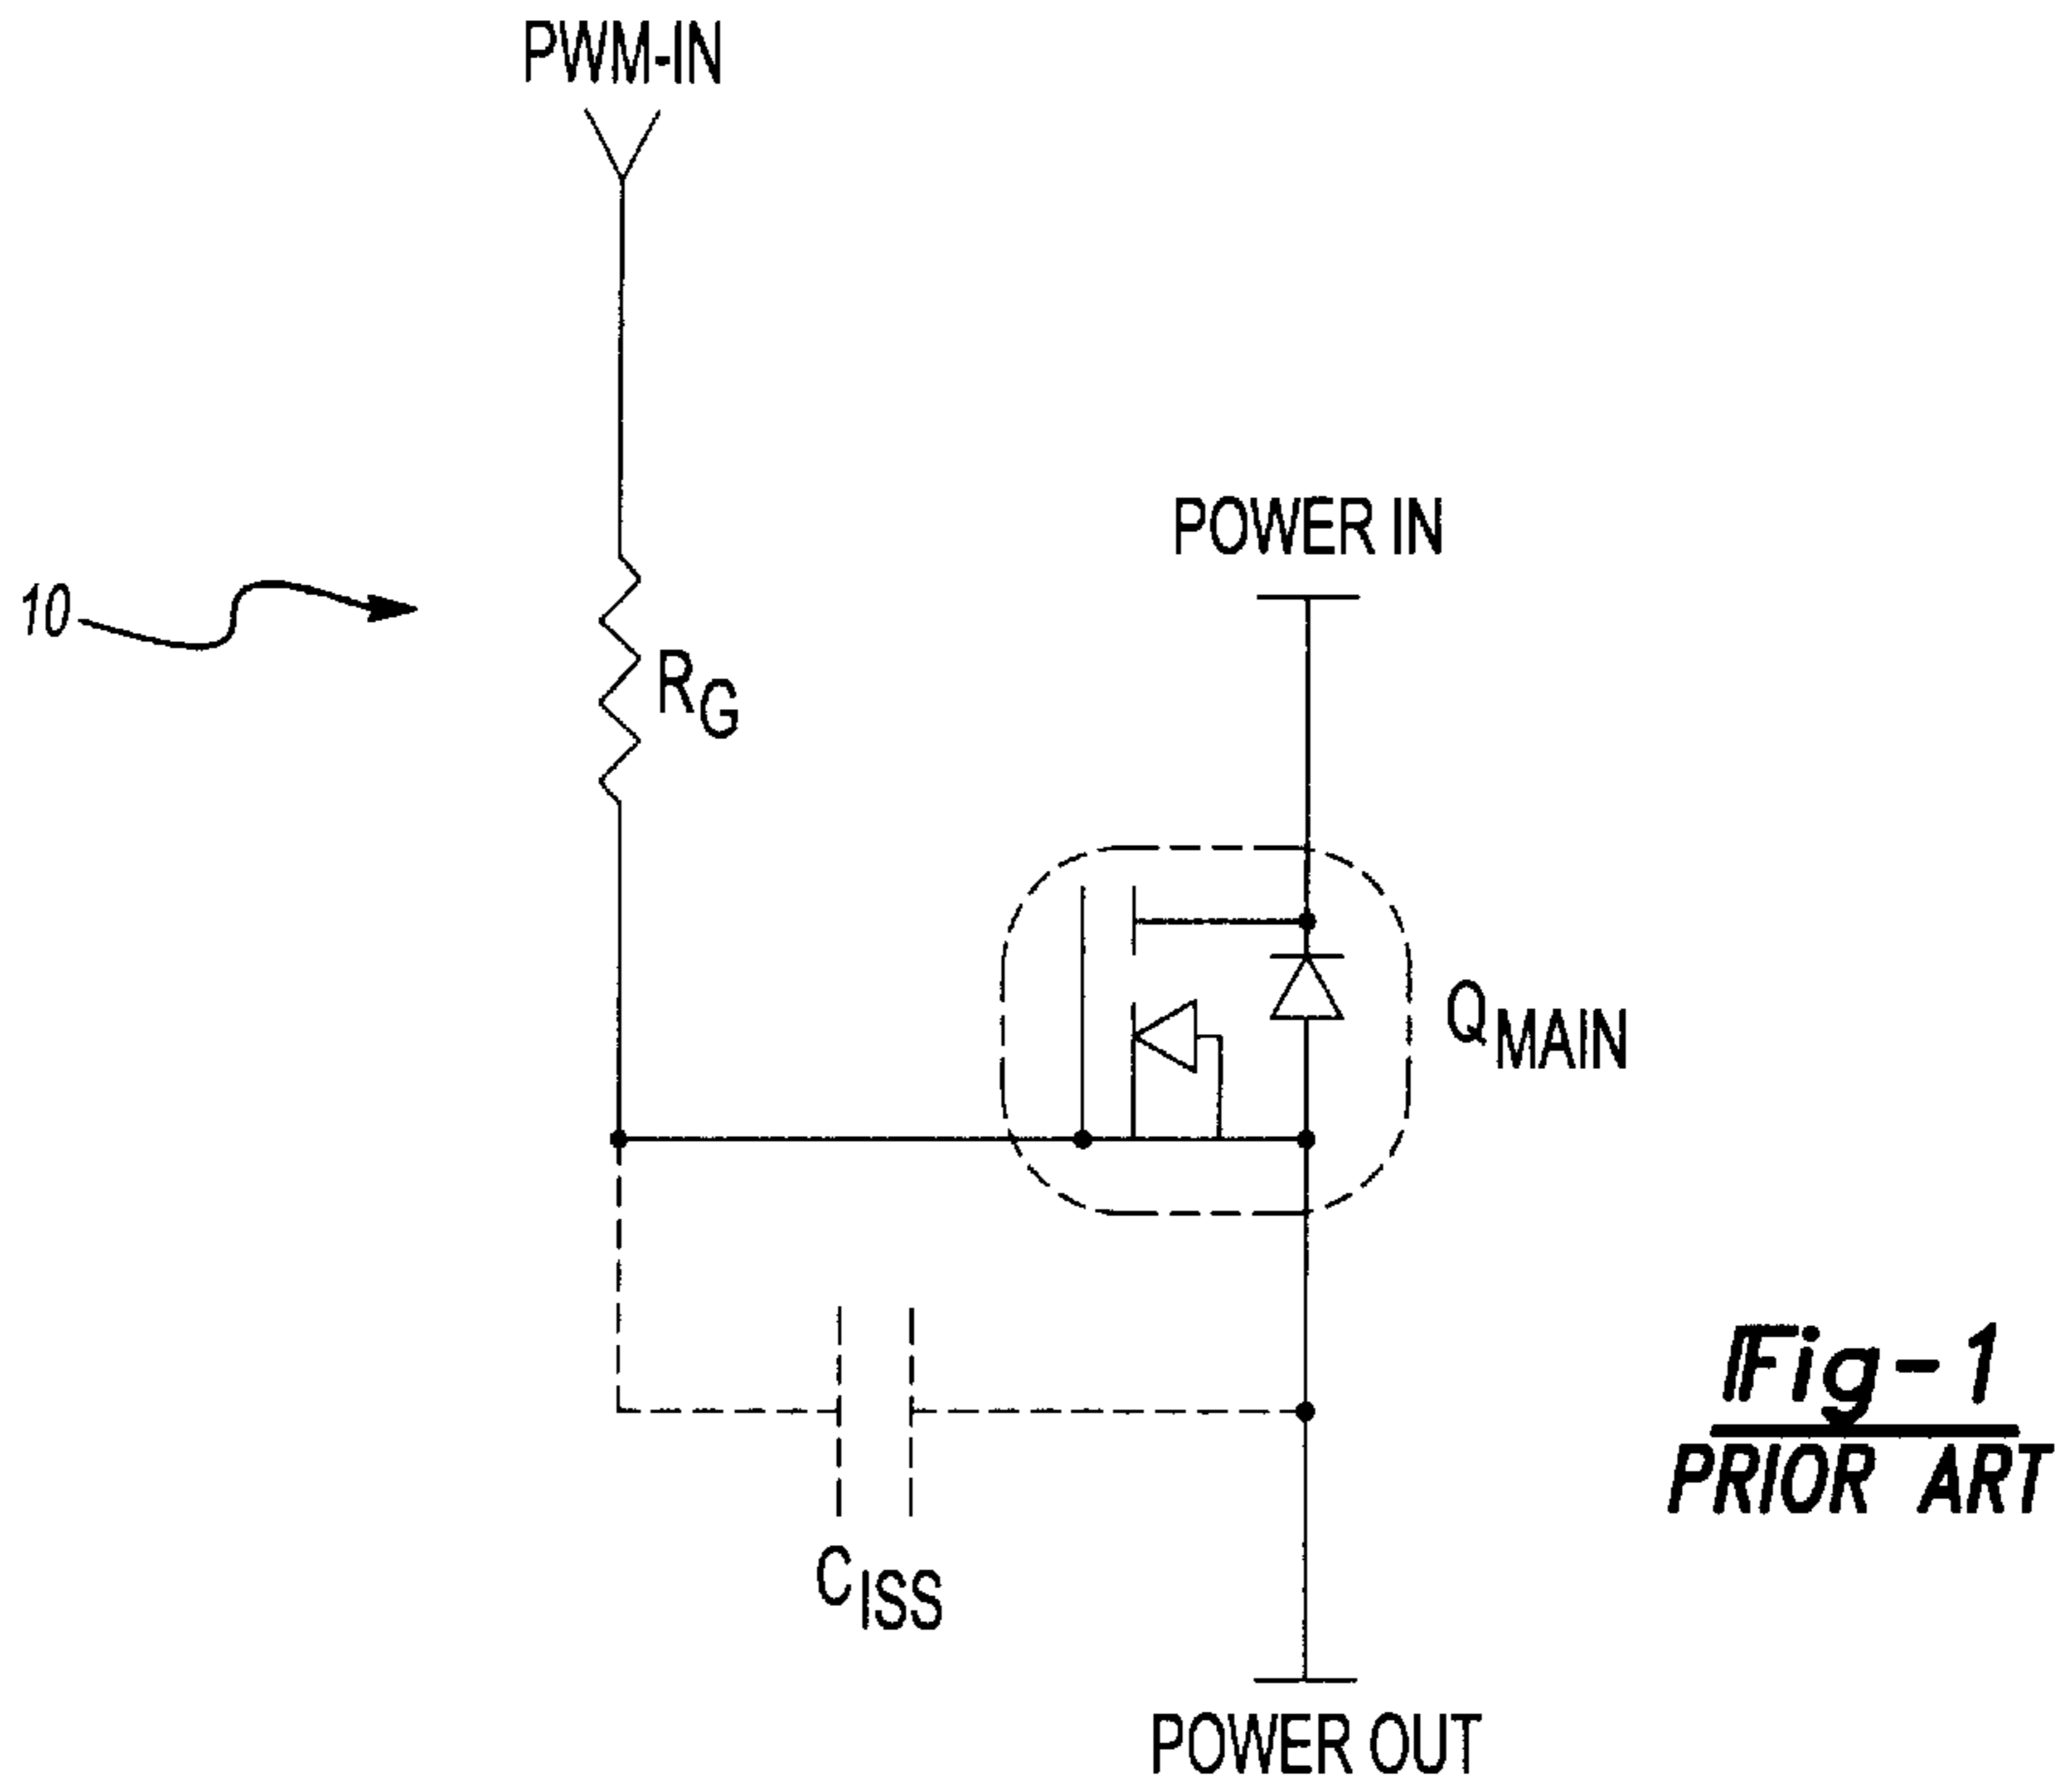 PWM-IN
POWER IN
10
RG
QMAIN
CISS
Fig-1
PRIOR ART
POWER OUT